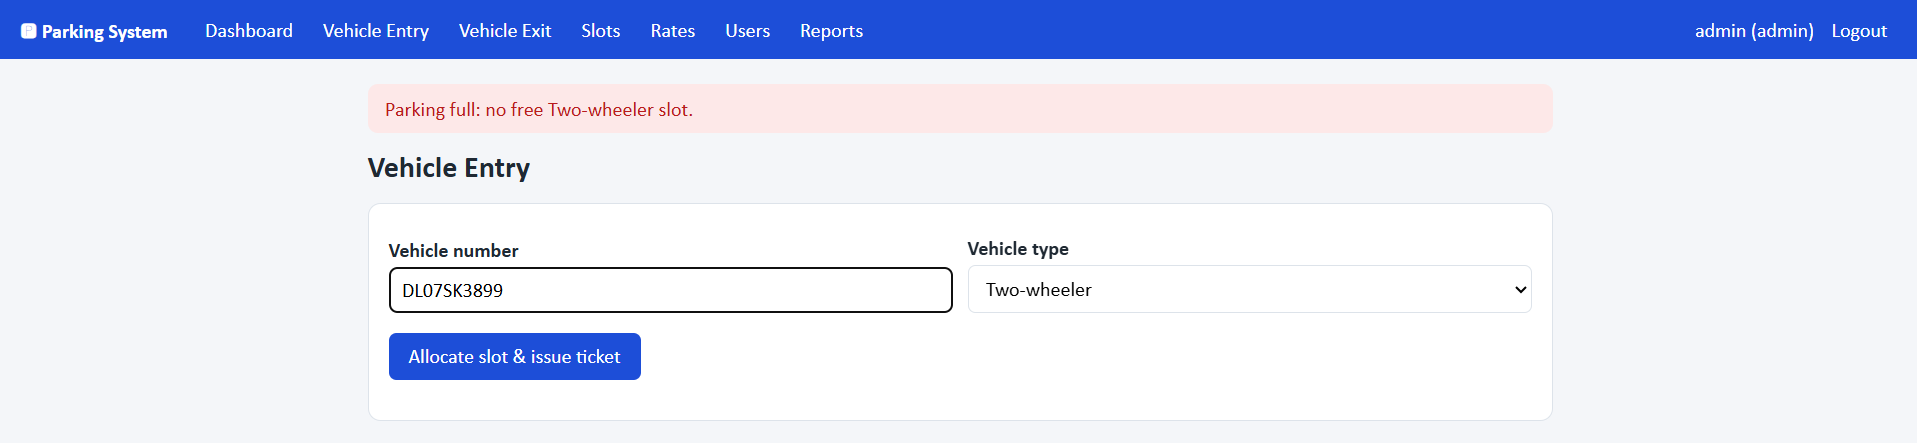 🅿 Parking System Dashboard Vehicle Entry Vehicle Exit Slots Rates Users Reports admin (admin) Logout
Parking full: no free Two-wheeler slot.
Vehicle Entry
Vehicle number Vehicle type
DL07SK3899 Two-wheeler
Allocate slot & issue ticket